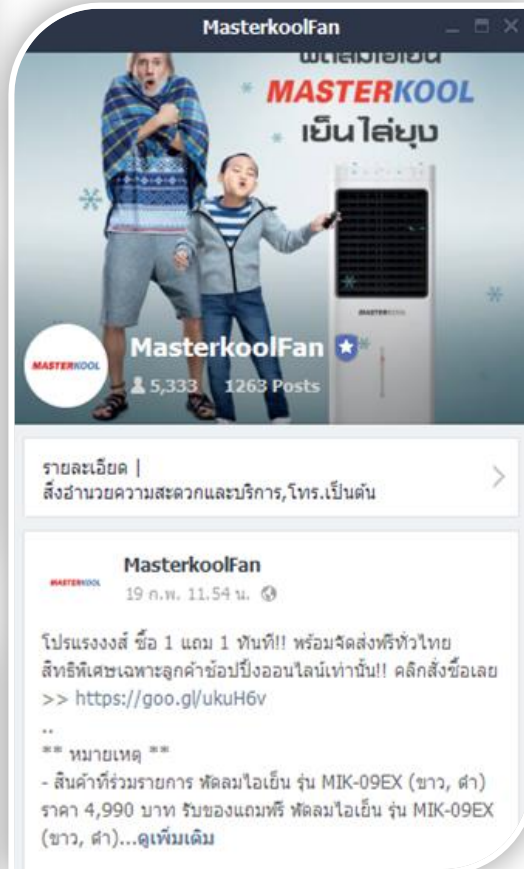 MasterkoolFan
พัดลมไอเย็น
MASTERKOOL
เย็นไล่ยุง
MASTERKOOL
MASTERKOOL
MasterkoolFan
5,333 1263 Posts
รายละเอียด |
สิ่งอำนวยความสะดวกและบริการ,โทร.เป็นต้น
MASTERKOOL
MasterkoolFan
19 ก.พ. 11.54 น.
โปรแรงงงส์ ซื้อ 1 แถม 1 ทันที!! พร้อมจัดส่งฟรีทั่วไทย
สิทธิพิเศษเฉพาะลูกค้าช้อปปิ้งออนไลน์เท่านั้น!! คลิกสั่งซื้อเลย
>> https://goo.gl/ukuH6v
..
** หมายเหตุ **
- สินค้าที่ร่วมรายการ พัดลมไอเย็น รุ่น MIK-09EX (ขาว, ดำ)
ราคา 4,990 บาท รับของแถมฟรี พัดลมไอเย็น รุ่น MIK-09EX
(ขาว, ดำ)...ดูเพิ่มเติม